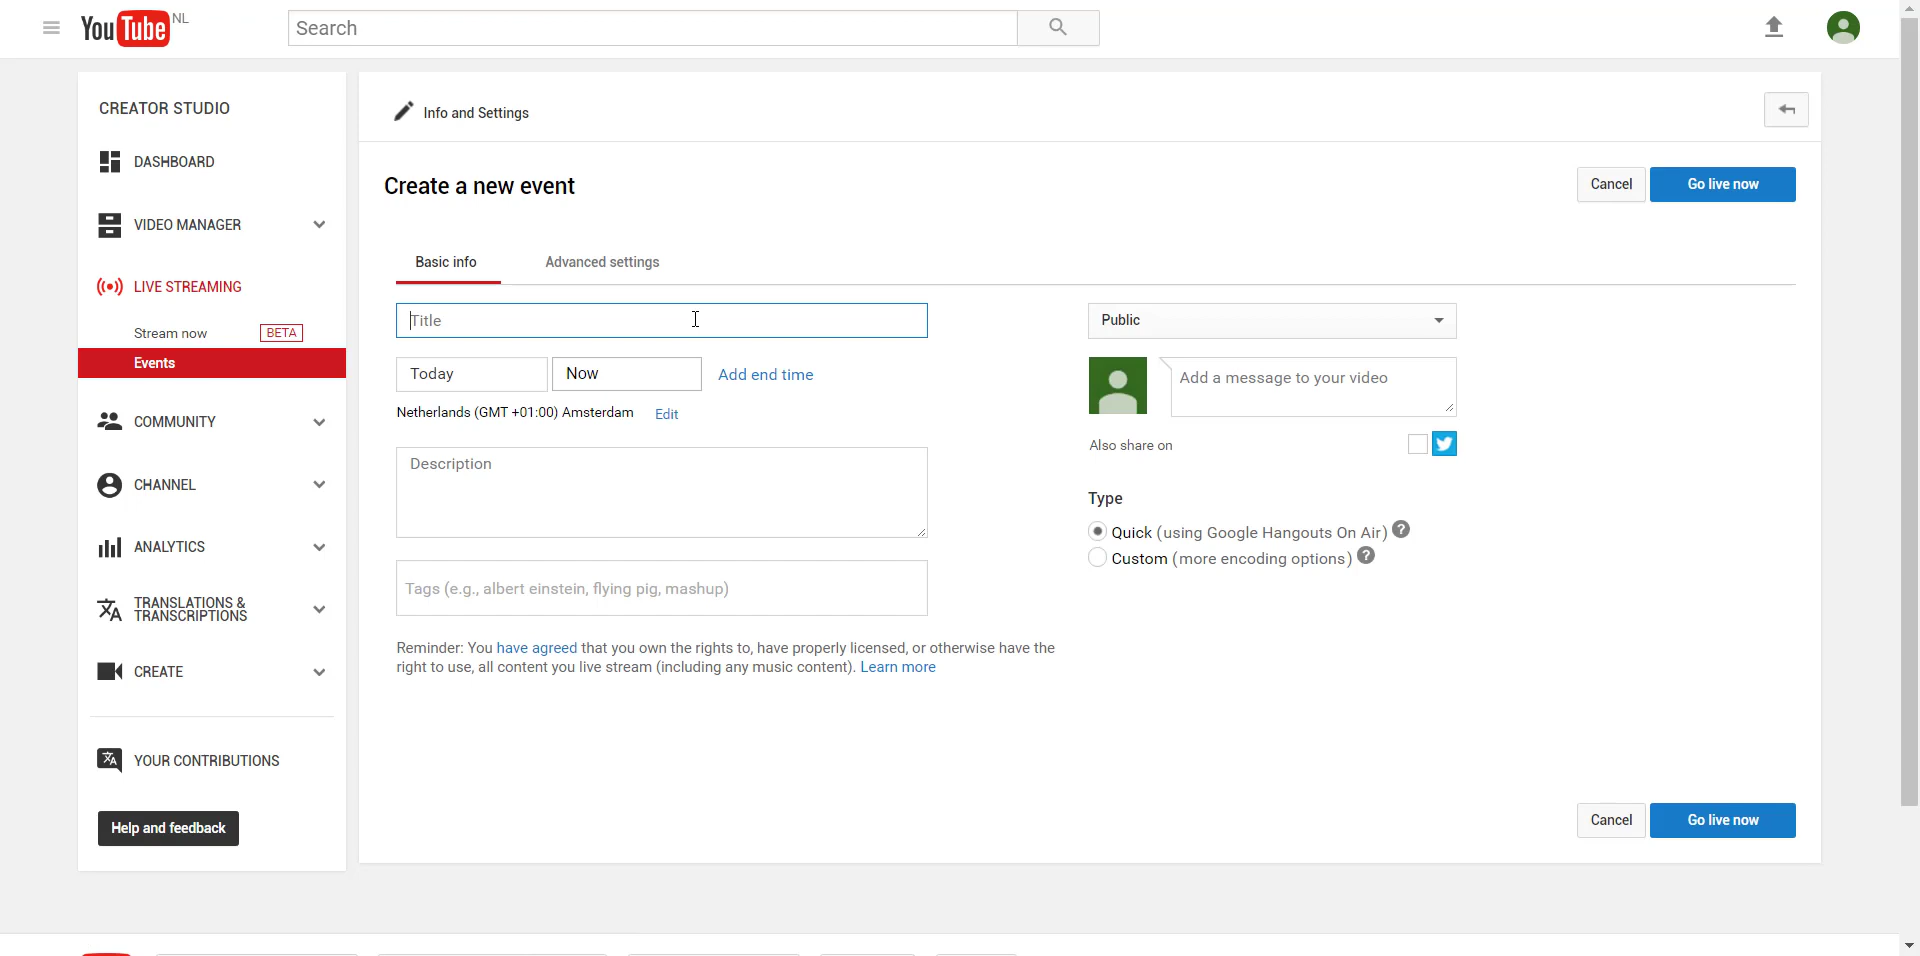 YouTube NL
Search
CREATOR STUDIO
DASHBOARD
VIDEO MANAGER
LIVE STREAMING
Stream now BETA
Events
COMMUNITY
CHANNEL
ANALYTICS
TRANSLATIONS &
TRANSCRIPTIONS
CREATE
YOUR CONTRIBUTIONS
Help and feedback
Info and Settings
Create a new event
Cancel Go live now
Basic info Advanced settings
Title
Today Now Add end time
Netherlands (GMT +01:00) Amsterdam Edit
Description
Tags (e.g., albert einstein, flying pig, mashup)
Reminder: You have agreed that you own the rights to, have properly licensed, or otherwise have the
right to use, all content you live stream (including any music content). Learn more
Public
Add a message to your video
Also share on
Type
Quick (using Google Hangouts On Air) ?
Custom (more encoding options) ?
Cancel Go live now